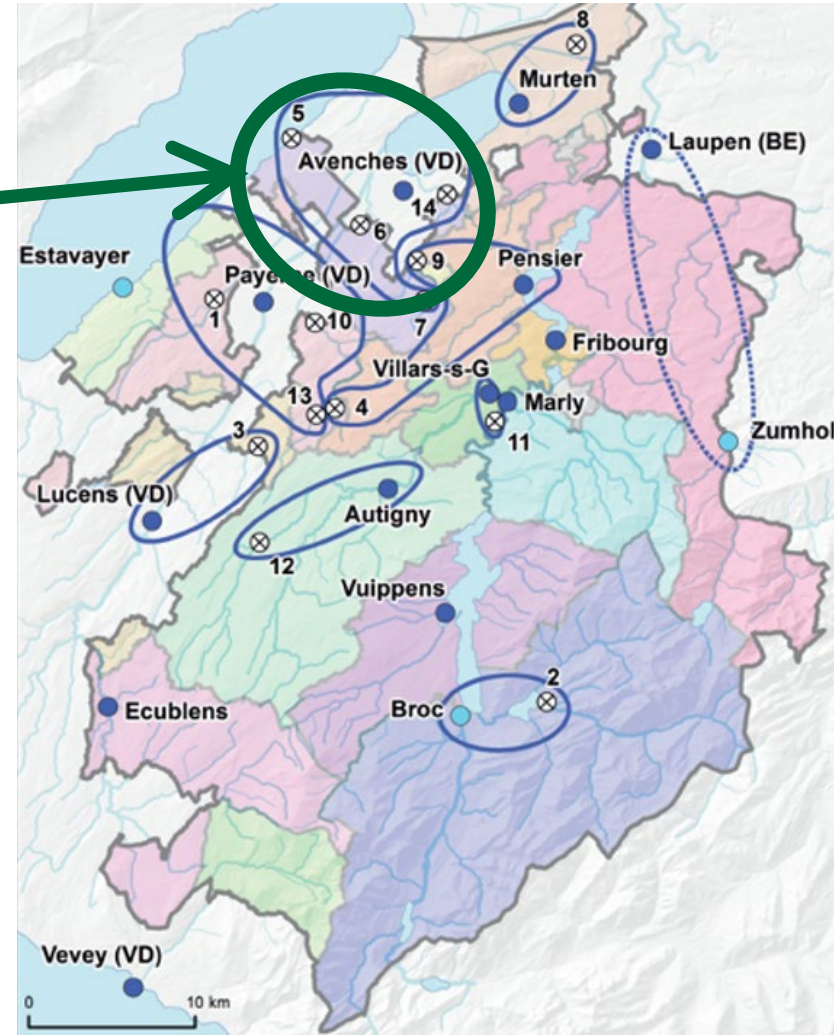 8
Murten
5
Laupen (BE)
Avenches (VD)
14
6
Estavayer
9
Pensier
1
10
7
Fribourg
Villars-s-G
13
4
Marly
3
11
Zumhol
Lucens (VD)
Autigny
12
Vuippens
2
Ecublens
Broc
Vevey (VD)
0
10 km